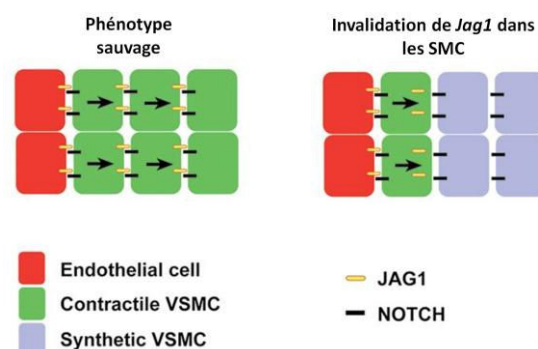 Phénotype
sauvage
Invalidation de Jag1 dans
les SMC
Endothelial cell
Contractile VSMC
Synthetic VSMC
JAG1
NOTCH